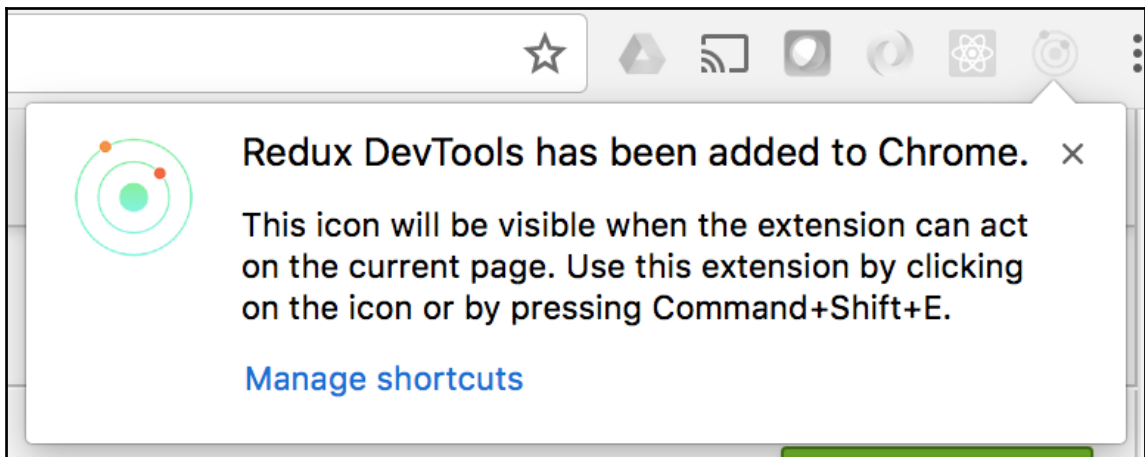 Redux DevTools has been added to Chrome.
This icon will be visible when the extension can act
on the current page. Use this extension by clicking
on the icon or by pressing Command+Shift+E.
Manage shortcuts